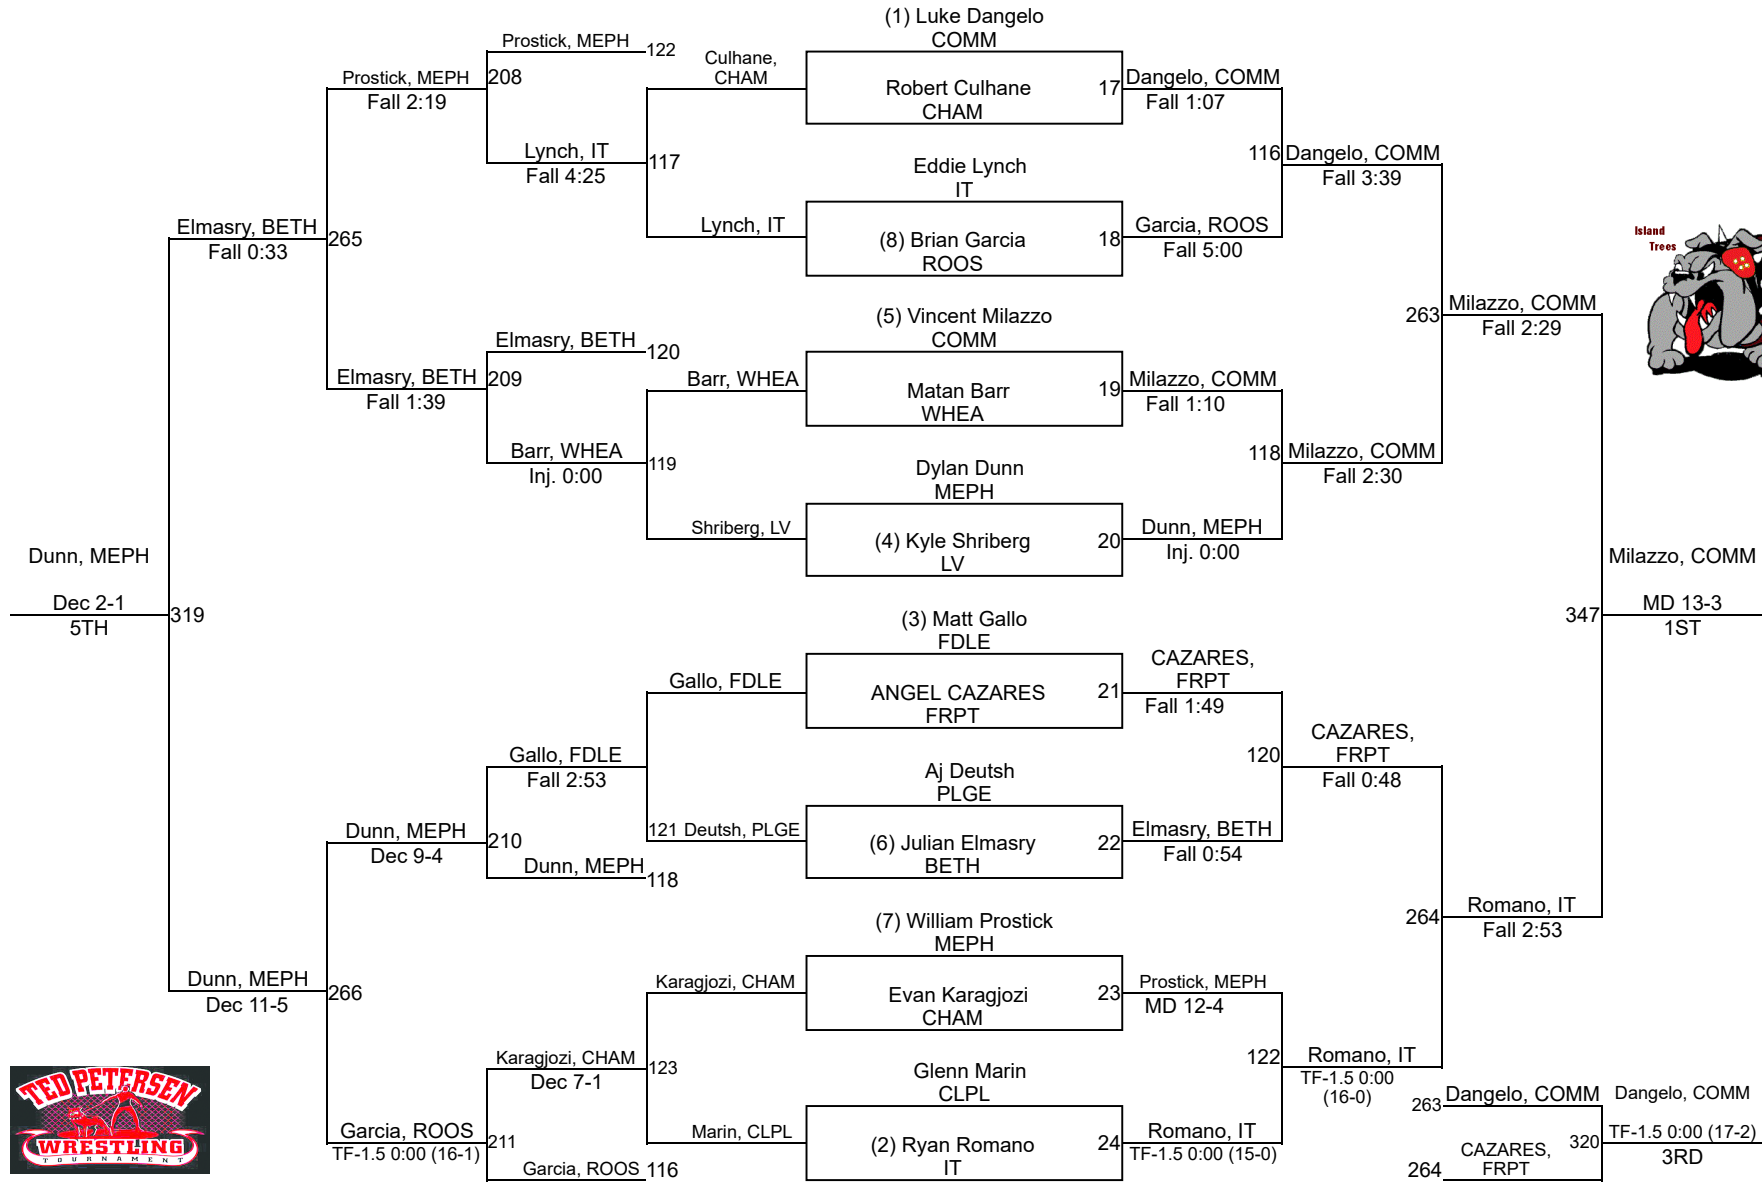 (1) Luke Dangelo
COMM
Robert Culhane
CHAM
17
Eddie Lynch
IT
(8) Brian Garcia
ROOS
18
(5) Vincent Milazzo
COMM
Matan Barr
WHEA
19
Dylan Dunn
MEPH
(4) Kyle Shriberg
LV
20
(3) Matt Gallo
FDLE
ANGEL CAZARES
FRPT
21
Aj Deutsh
PLGE
(6) Julian Elmasry
BETH
22
(7) William Prostick
MEPH
Evan Karagjozi
CHAM
23
Glenn Marin
CLPL
(2) Ryan Romano
IT
24
Dangelo, COMM
Fall 1:07
Garcia, ROOS
Fall 5:00
Milazzo, COMM
Fall 1:10
Dunn, MEPH
Inj. 0:00
CAZARES,
FRPT
Fall 1:49
Elmasry, BETH
Fall 0:54
Prostick, MEPH
MD 12-4
Romano, IT
TF-1.5 0:00 (15-0)
116
Dangelo, COMM
Fall 3:39
118
Milazzo, COMM
Fall 2:30
120
CAZARES,
FRPT
Fall 0:48
122
Romano, IT
TF-1.5 0:00
(16-0)
263
Milazzo, COMM
Fall 2:29
264
Romano, IT
Fall 2:53
347
Milazzo, COMM
MD 13-3
1ST
263
Dangelo, COMM
264
CAZARES,
FRPT
320
Dangelo, COMM
TF-1.5 0:00 (17-2)
3RD
Culhane,
CHAM
Lynch, IT
Barr, WHEA
Shriberg, LV
Gallo, FDLE
Deutsh, PLGE
Karagjozi, CHAM
Marin, CLPL
Prostick, MEPH
122
117
Lynch, IT
Fall 4:25
Elmasry, BETH
120
119
Barr, WHEA
Inj. 0:00
121
Gallo, FDLE
Fall 2:53
Dunn, MEPH
118
123
Karagjozi, CHAM
Dec 7-1
Garcia, ROOS
116
208
Prostick, MEPH
Fall 2:19
209
Elmasry, BETH
Fall 1:39
210
Dunn, MEPH
Dec 9-4
211
Garcia, ROOS
TF-1.5 0:00 (16-1)
265
Elmasry, BETH
Fall 0:33
266
Dunn, MEPH
Dec 11-5
319
Dunn, MEPH
Dec 2-1
5TH
Island
Trees
TED PETERSEN
WRESTLING
TOURNAMENT